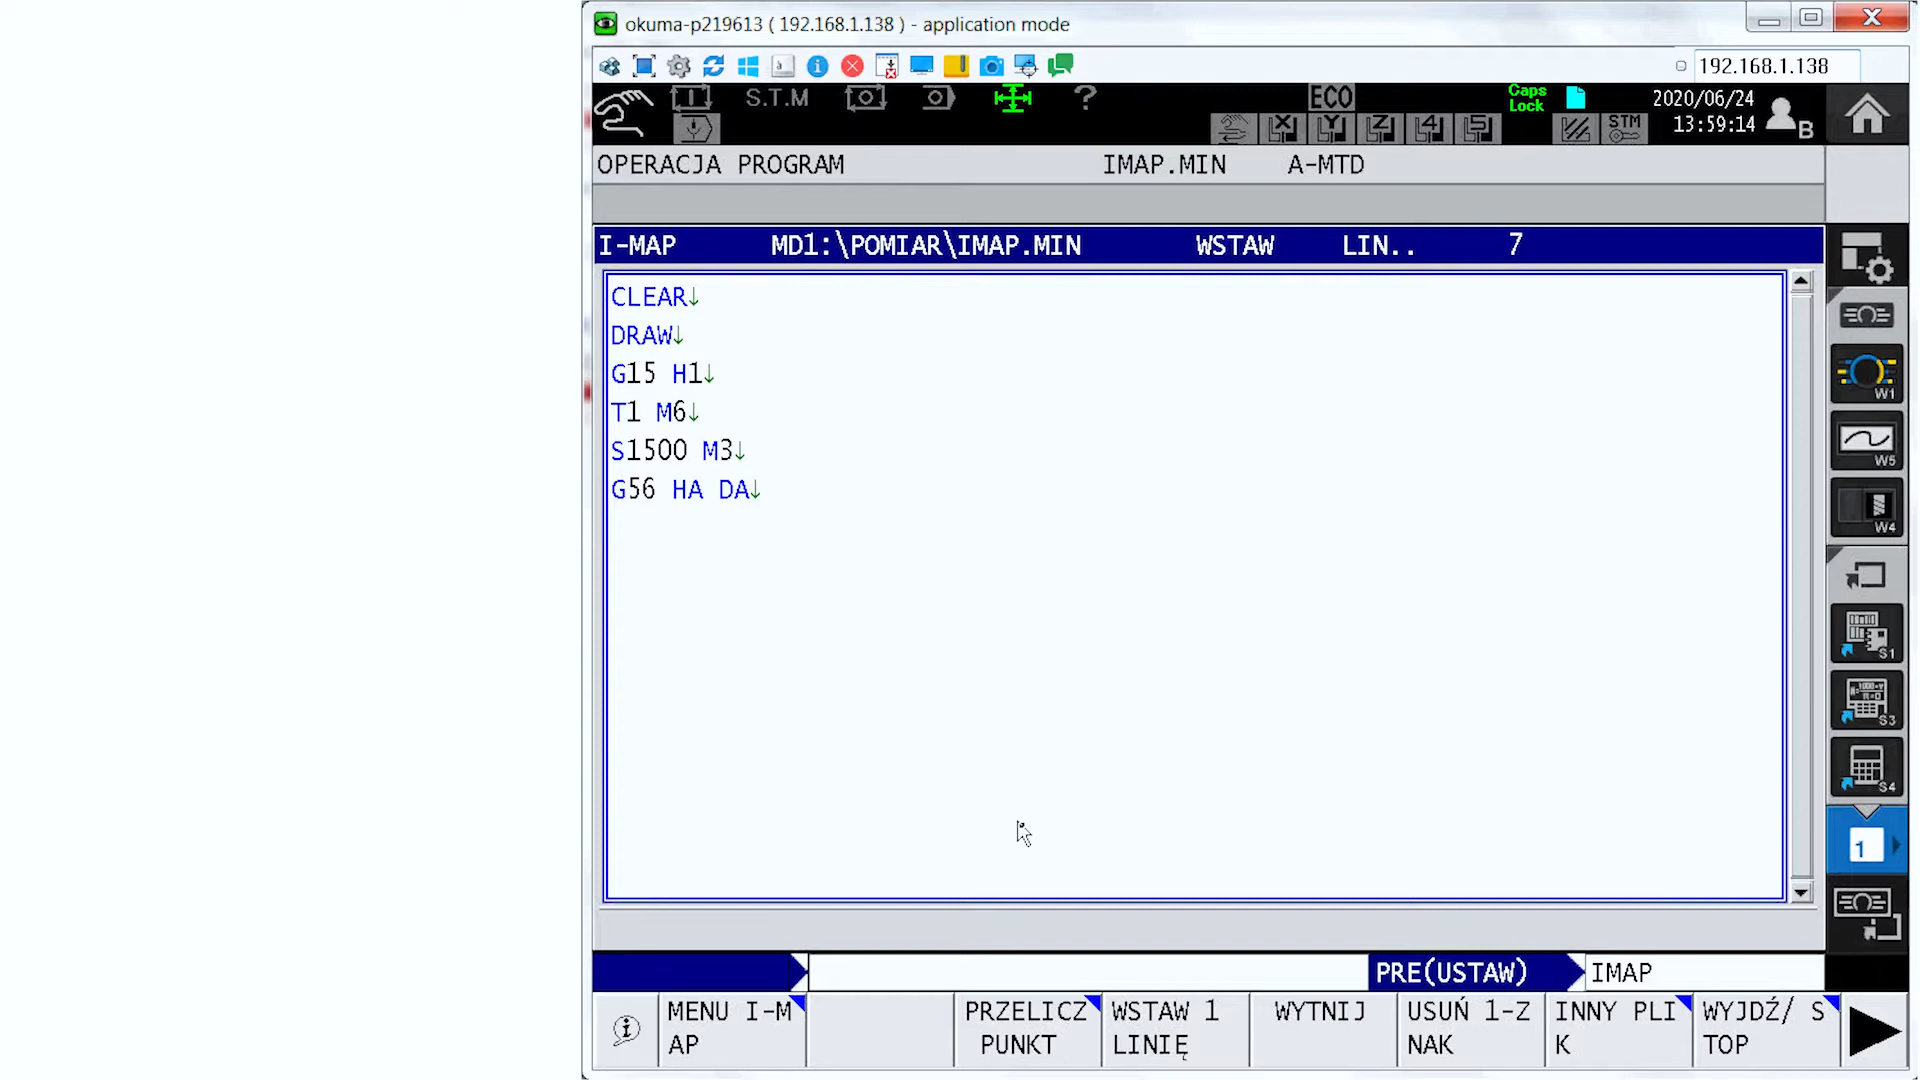 okuma-p219613 ( 192.168.1.138 ) - application mode
192.168.1.138
S.T.M
?
ECO
Caps
Lock
2020/06/24
13:59:14
B
X Y Z 4 5
STM
OPERACJA PROGRAM IMAP.MIN A-MTD
I-MAP MD1:\POMIAR\IMAP.MIN WSTAW LIN.. 7
CLEAR↓
DRAW↓
G15 H1↓
T1 M6↓
S1500 M3↓
G56 HA DA↓
W1
W5
W4
S1
S3
S4
1
PRE(USTAW) IMAP
MENU I-M
AP
PRZELICZ
PUNKT
WSTAW 1
LINIĘ
WYTNIJ
USUŃ 1-Z
NAK
INNY PLI
K
WYJDŹ/ S
TOP